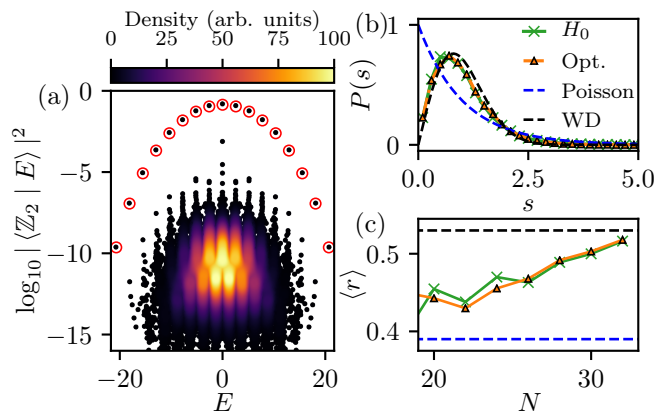 Density (arb. units)
0 25 50 75 100
(a)
log₁₀ |⟨ℤ₂ | E⟩|²
0
−5
−10
−15
−20 0 20
E
(b)
P(s)
1
0
H₀
Opt.
Poisson
WD
0.0 2.5 5.0
s
(c)
⟨r⟩
0.5
0.4
20 25 30
N